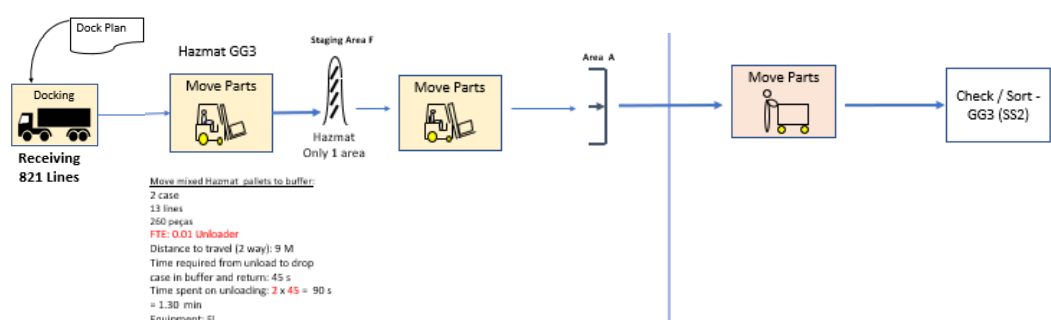 Dock Plan
Docking
Receiving
821 Lines
Hazmat GG3
Move Parts
Staging Area F
Hazmat
Only 1 area
Move Parts
Area A
Move Parts
Check / Sort -
GG3 (SS2)
Move mixed Hazmat pallets to buffer:
2 case
13 lines
260 peças
FTE: 0.01 Unloader
Distance to travel (2 way): 9 M
Time required from unload to drop
case in buffer and return: 45 s
Time spent on unloading: 2 x 45 = 90 s
= 1.30 min
Equipment: FL